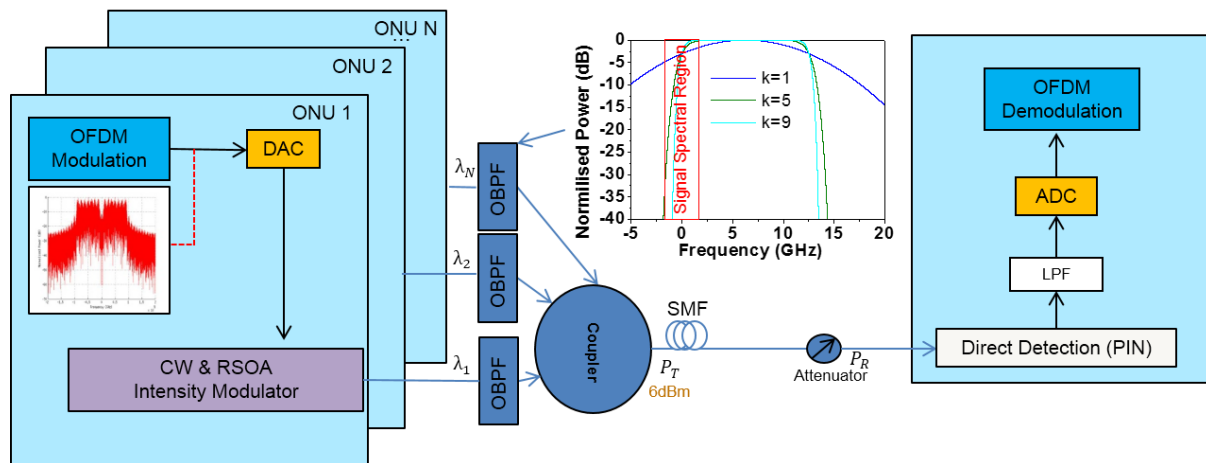 ONU N
...
ONU 2
ONU 1
OFDM
Modulation
DAC
CW & RSOA
Intensity Modulator
λN
λ2
λ1
OBPF
OBPF
OBPF
Coupler
Normilised Power (dB)
0
-5
-10
-15
-20
-25
-30
-35
-40
Signal Spectral Region
k=1
k=5
k=9
-5 0 5 10 15 20
Frequency (GHz)
SMF
PT
6dBm
Attenuator
PR
OFDM
Demodulation
ADC
LPF
Direct Detection (PIN)